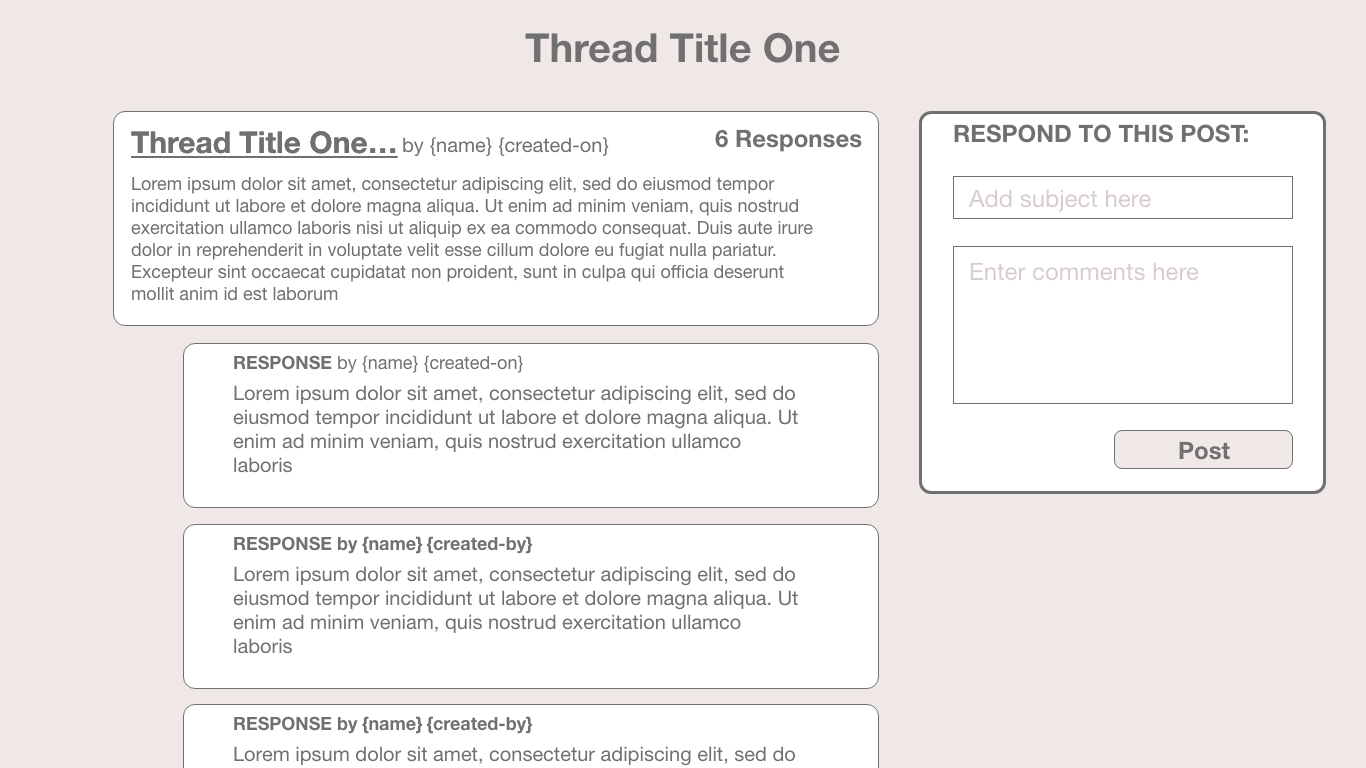 Thread Title One
Thread Title One... by {name} {created-on}
6 Responses
Lorem ipsum dolor sit amet, consectetur adipiscing elit, sed do eiusmod tempor
incididunt ut labore et dolore magna aliqua. Ut enim ad minim veniam, quis nostrud
exercitation ullamco laboris nisi ut aliquip ex ea commodo consequat. Duis aute irure
dolor in reprehenderit in voluptate velit esse cillum dolore eu fugiat nulla pariatur.
Excepteur sint occaecat cupidatat non proident, sunt in culpa qui officia deserunt
mollit anim id est laborum
RESPONSE by {name} {created-on}
Lorem ipsum dolor sit amet, consectetur adipiscing elit, sed do
eiusmod tempor incididunt ut labore et dolore magna aliqua. Ut
enim ad minim veniam, quis nostrud exercitation ullamco
laboris
RESPONSE by {name} {created-by}
Lorem ipsum dolor sit amet, consectetur adipiscing elit, sed do
eiusmod tempor incididunt ut labore et dolore magna aliqua. Ut
enim ad minim veniam, quis nostrud exercitation ullamco
laboris
RESPONSE by {name} {created-by}
Lorem ipsum dolor sit amet, consectetur adipiscing elit, sed do
RESPOND TO THIS POST:
Add subject here
Enter comments here
Post